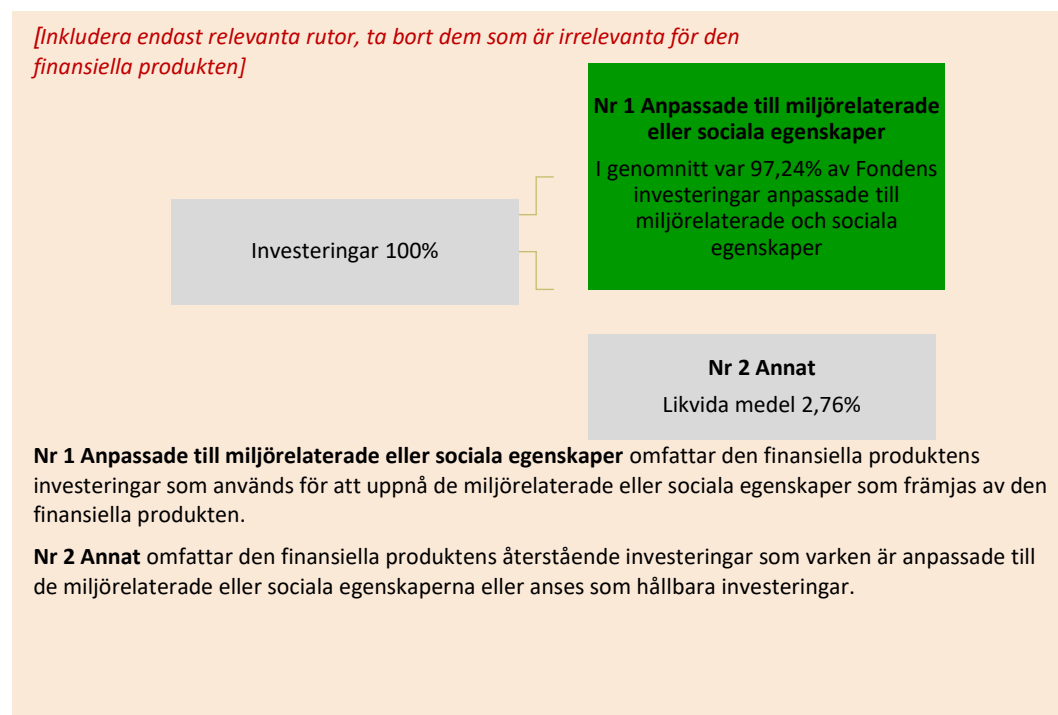 [Inkludera endast relevanta rutor, ta bort dem som är irrelevanta för den
finansiella produkten]
Nr 1 Anpassade till miljörelaterade
eller sociala egenskaper
I genomnitt var 97,24% av Fondens
investeringar anpassade till
miljörelaterade och sociala
egenskaper
Investeringar 100%
Nr 2 Annat
Likvida medel 2,76%
Nr 1 Anpassade till miljörelaterade eller sociala egenskaper omfattar den finansiella produktens
investeringar som används för att uppnå de miljörelaterade eller sociala egenskaper som främjas av den
finansiella produkten.
Nr 2 Annat omfattar den finansiella produktens återstående investeringar som varken är anpassade till
de miljörelaterade eller sociala egenskaperna eller anses som hållbara investeringar.